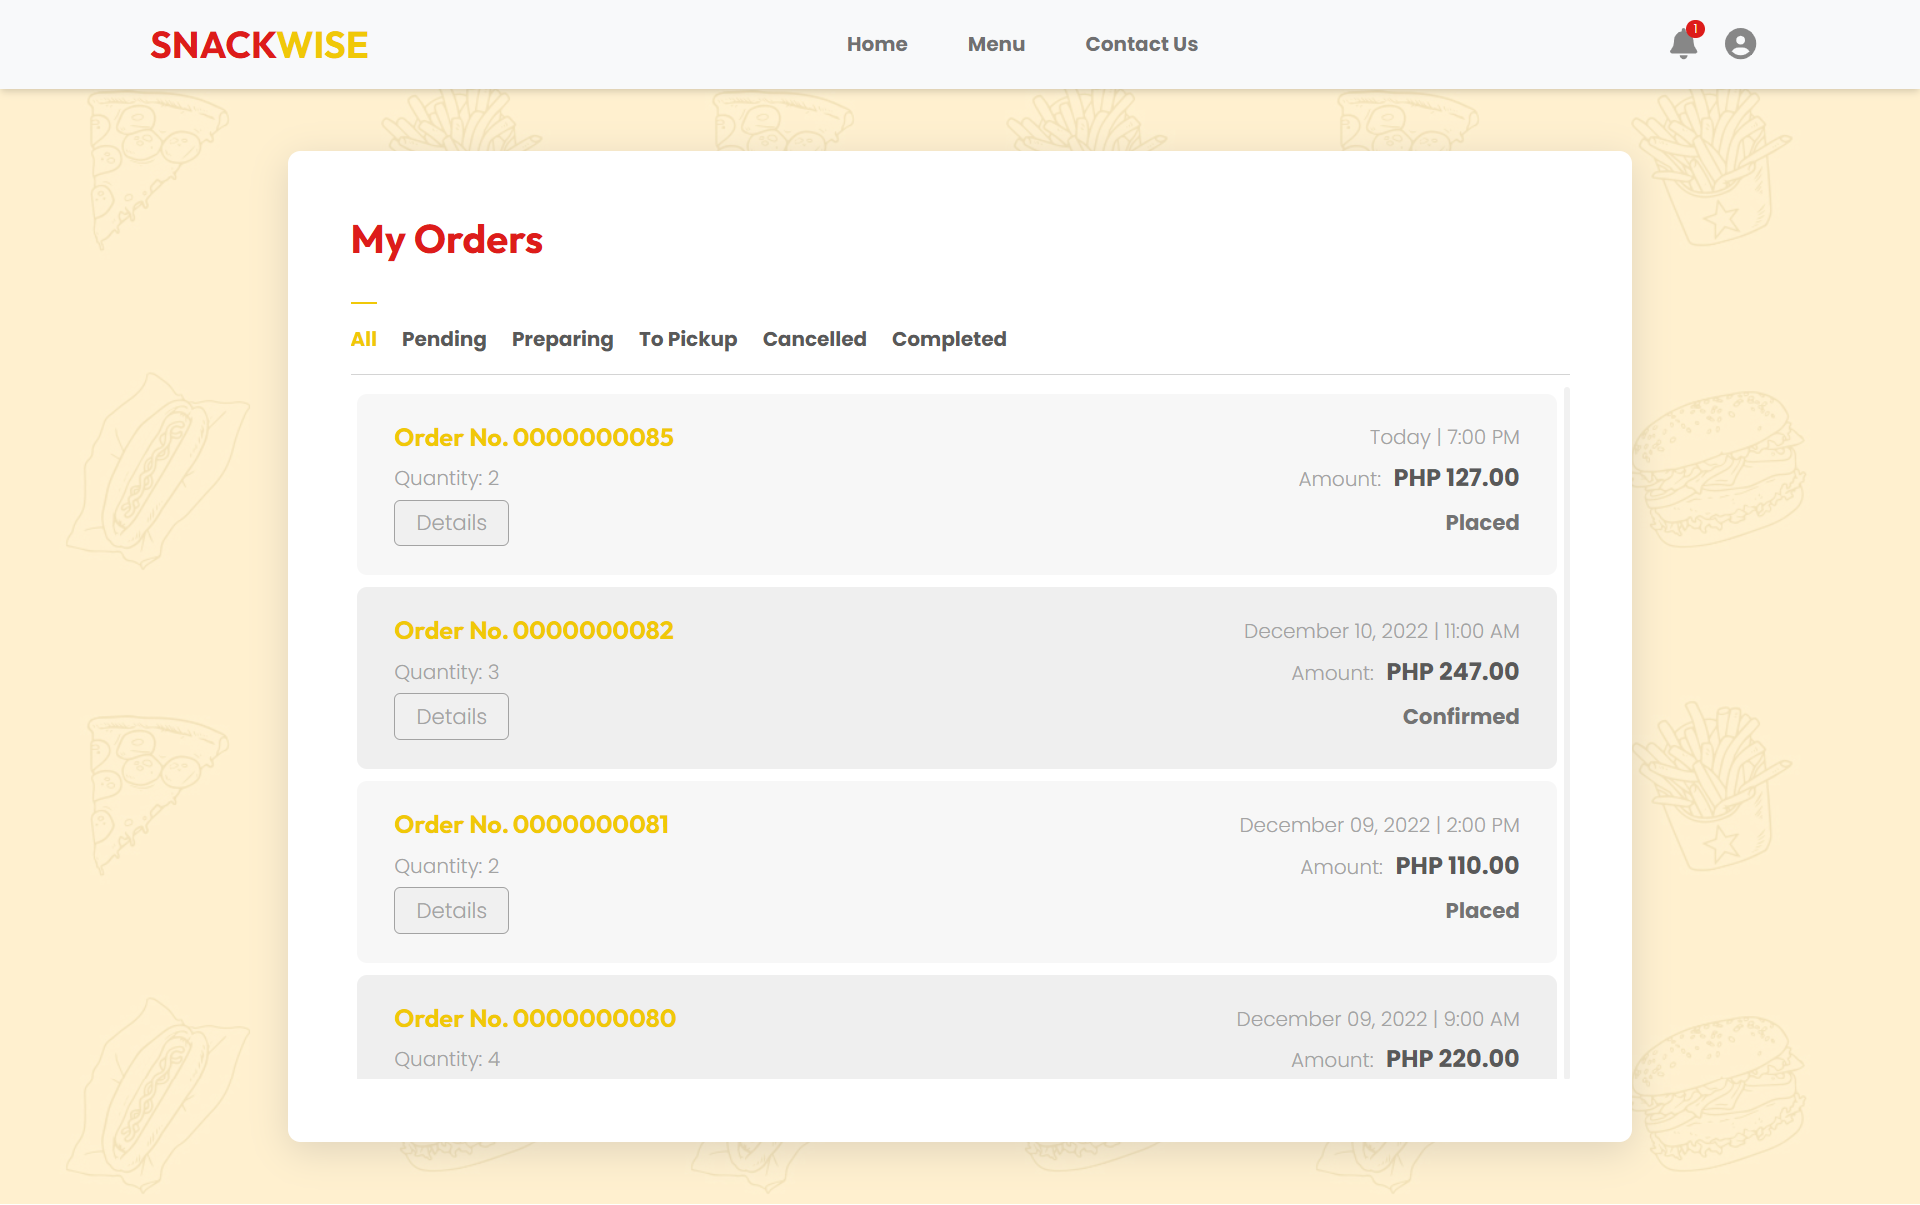 SNACKWISE
Home
Menu
Contact Us
1
My Orders
All
Pending
Preparing
To Pickup
Cancelled
Completed
Order No. 0000000085
Today | 7:00 PM
Quantity: 2
Amount: PHP 127.00
Details
Placed
Order No. 0000000082
December 10, 2022 | 11:00 AM
Quantity: 3
Amount: PHP 247.00
Details
Confirmed
Order No. 0000000081
December 09, 2022 | 2:00 PM
Quantity: 2
Amount: PHP 110.00
Details
Placed
Order No. 0000000080
December 09, 2022 | 9:00 AM
Quantity: 4
Amount: PHP 220.00